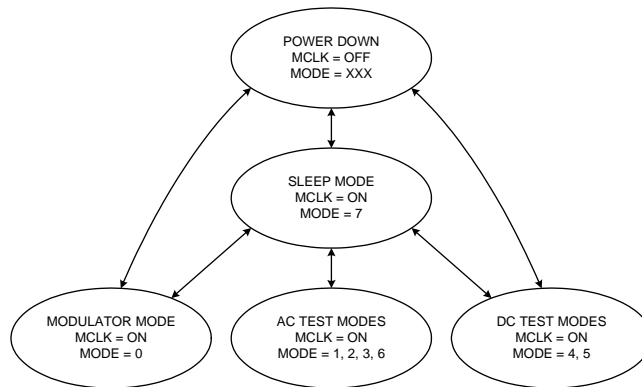 POWER DOWN
MCLK = OFF
MODE = XXX
SLEEP MODE
MCLK = ON
MODE = 7
MODULATOR MODE
MCLK = ON
MODE = 0
AC TEST MODES
MCLK = ON
MODE = 1, 2, 3, 6
DC TEST MODES
MCLK = ON
MODE = 4, 5